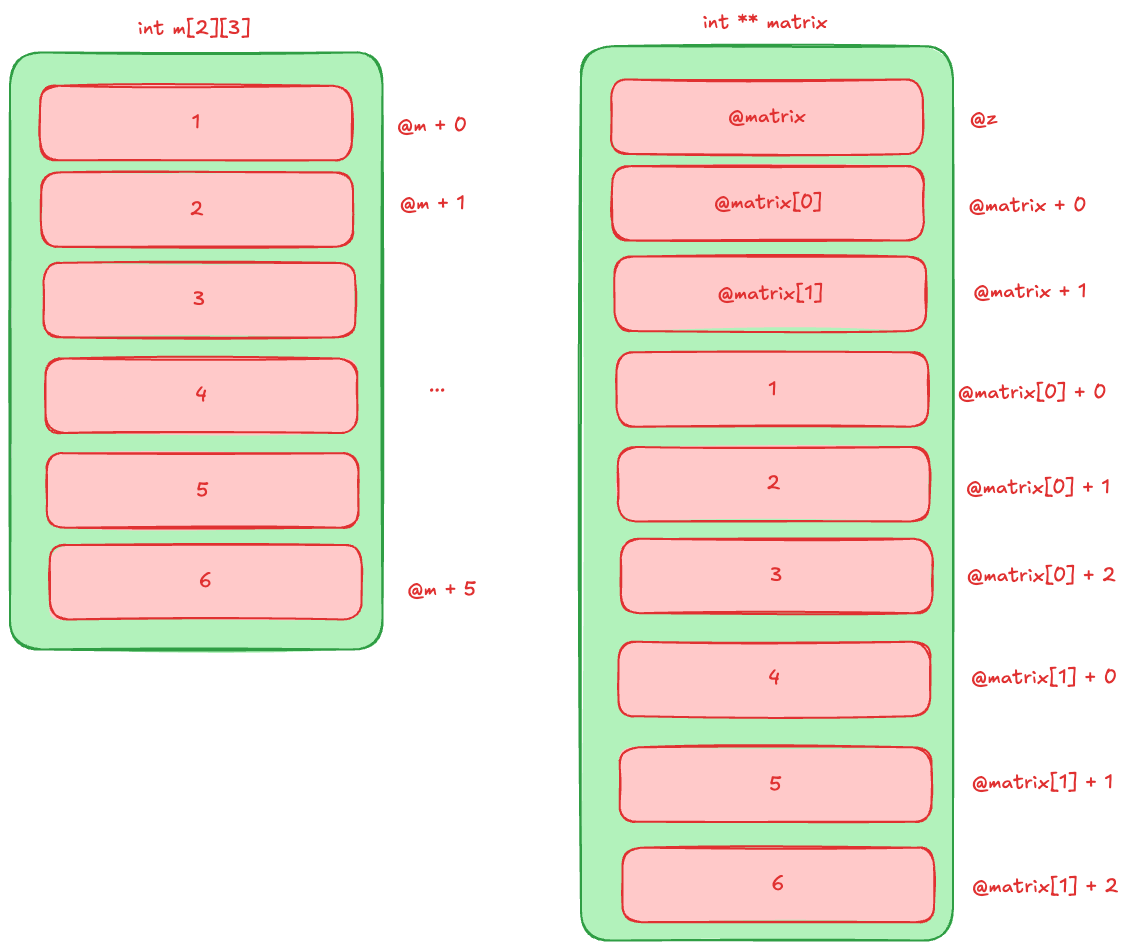 int m[2][3]
1
@m + 0
2
@m + 1
3
4
...
5
6
@m + 5
int ** matrix
@matrix
@z
@matrix[0]
@matrix + 0
@matrix[1]
@matrix + 1
1
@matrix[0] + 0
2
@matrix[0] + 1
3
@matrix[0] + 2
4
@matrix[1] + 0
5
@matrix[1] + 1
6
@matrix[1] + 2